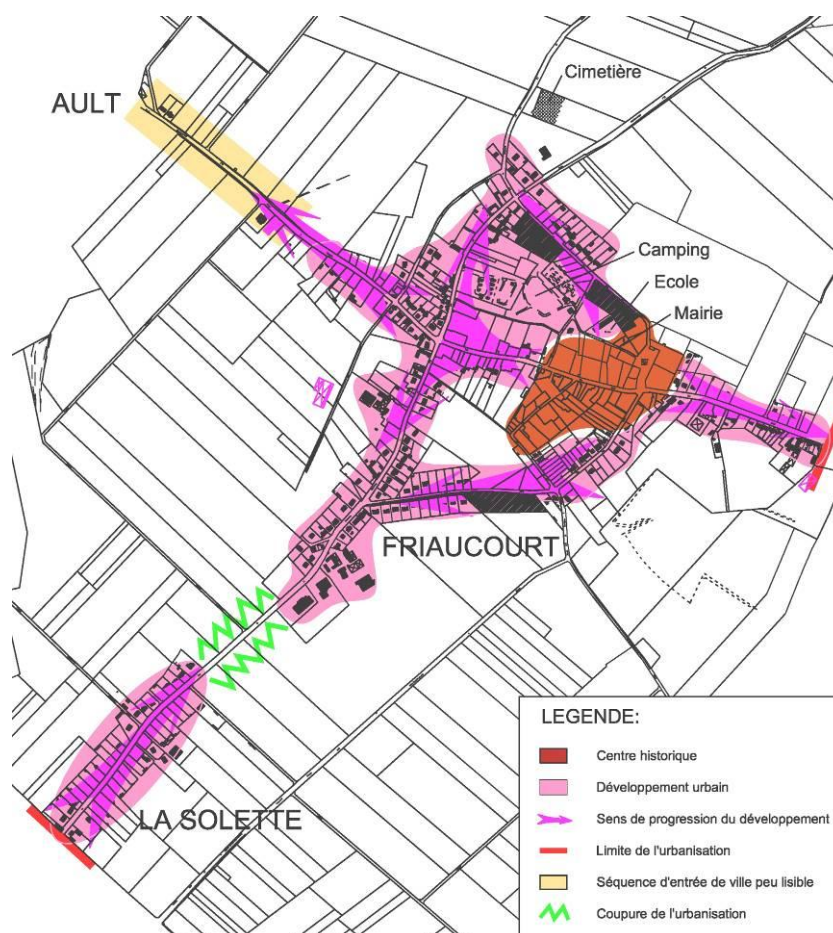 Cimetière
AULT
Camping
Ecole
Mairie
FRIAUCOURT
LA SOLETTE
LEGENDE:
Centre historique
Développement urbain
Sens de progression du développement
Limite de l'urbanisation
Séquence d'entrée de ville peu lisible
Coupure de l'urbanisation